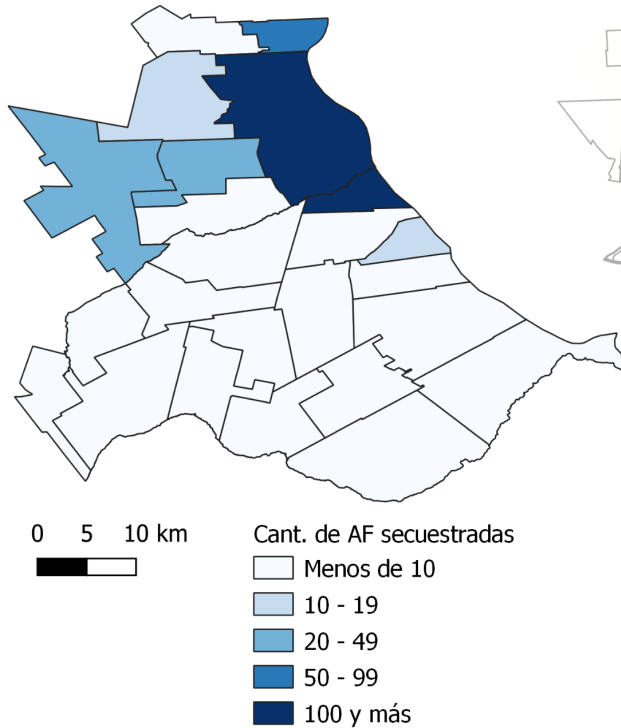 0 5 10 km
Cant. de AF secuestradas
Menos de 10
10 - 19
20 - 49
50 - 99
100 y más